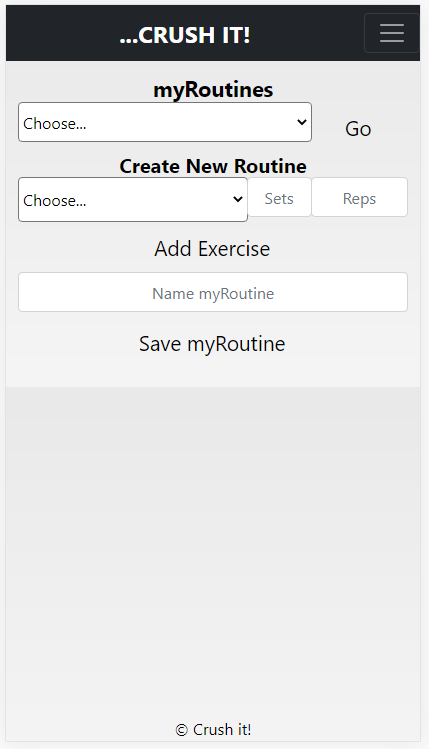 ...CRUSH IT!
myRoutines
Choose... Go
Create New Routine
Choose... Sets Reps
Add Exercise
Name myRoutine
Save myRoutine
© Crush it!